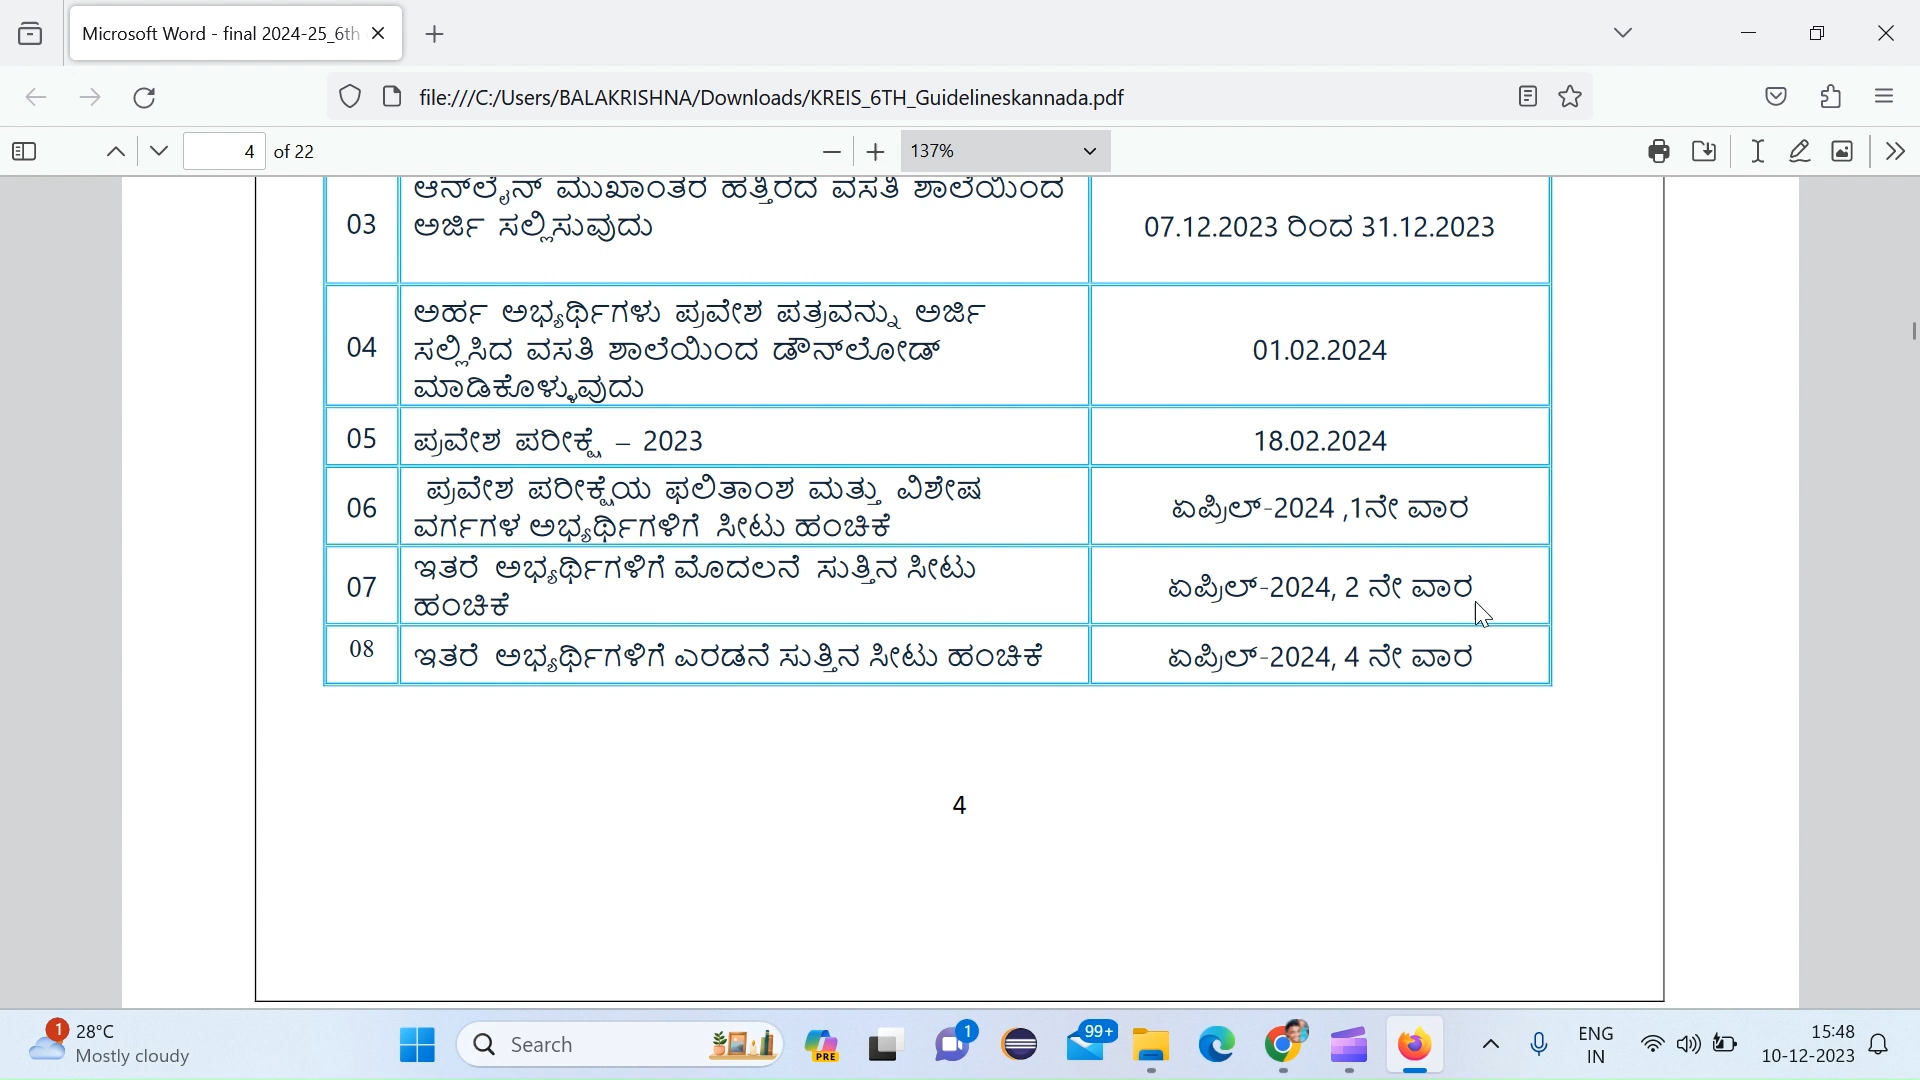 Microsoft Word - final 2024-25_6th
file:///C:/Users/BALAKRISHNA/Downloads/KREIS_6TH_Guidelineskannada.pdf
4 of 22
137%
03
ಆನ್‌ಲೈನ್ ಮುಖಾಂತರ ಹತ್ತಿರದ ವಸತಿ ಶಾಲೆಯಿಂದ
ಅರ್ಜಿ ಸಲ್ಲಿಸುವುದು
07.12.2023 ರಿಂದ 31.12.2023
04
ಅರ್ಹ ಅಭ್ಯರ್ಥಿಗಳು ಪ್ರವೇಶ ಪತ್ರವನ್ನು ಅರ್ಜಿ
ಸಲ್ಲಿಸಿದ ವಸತಿ ಶಾಲೆಯಿಂದ ಡೌನ್‌ಲೋಡ್
ಮಾಡಿಕೊಳ್ಳುವುದು
01.02.2024
05
ಪ್ರವೇಶ ಪರೀಕ್ಷೆ – 2023
18.02.2024
06
ಪ್ರವೇಶ ಪರೀಕ್ಷೆಯ ಫಲಿತಾಂಶ ಮತ್ತು ವಿಶೇಷ
ವರ್ಗಗಳ ಅಭ್ಯರ್ಥಿಗಳಿಗೆ ಸೀಟು ಹಂಚಿಕೆ
ಏಪ್ರಿಲ್-2024 ,1ನೇ ವಾರ
07
ಇತರೆ ಅಭ್ಯರ್ಥಿಗಳಿಗೆ ಮೊದಲನೆ ಸುತ್ತಿನ ಸೀಟು
ಹಂಚಿಕೆ
ಏಪ್ರಿಲ್-2024, 2 ನೇ ವಾರ
08
ಇತರೆ ಅಭ್ಯರ್ಥಿಗಳಿಗೆ ಎರಡನೆ ಸುತ್ತಿನ ಸೀಟು ಹಂಚಿಕೆ
ಏಪ್ರಿಲ್-2024, 4 ನೇ ವಾರ
4
1
28°C
Mostly cloudy
Search
PRE
1
99+
ENG
IN
15:48
10-12-2023